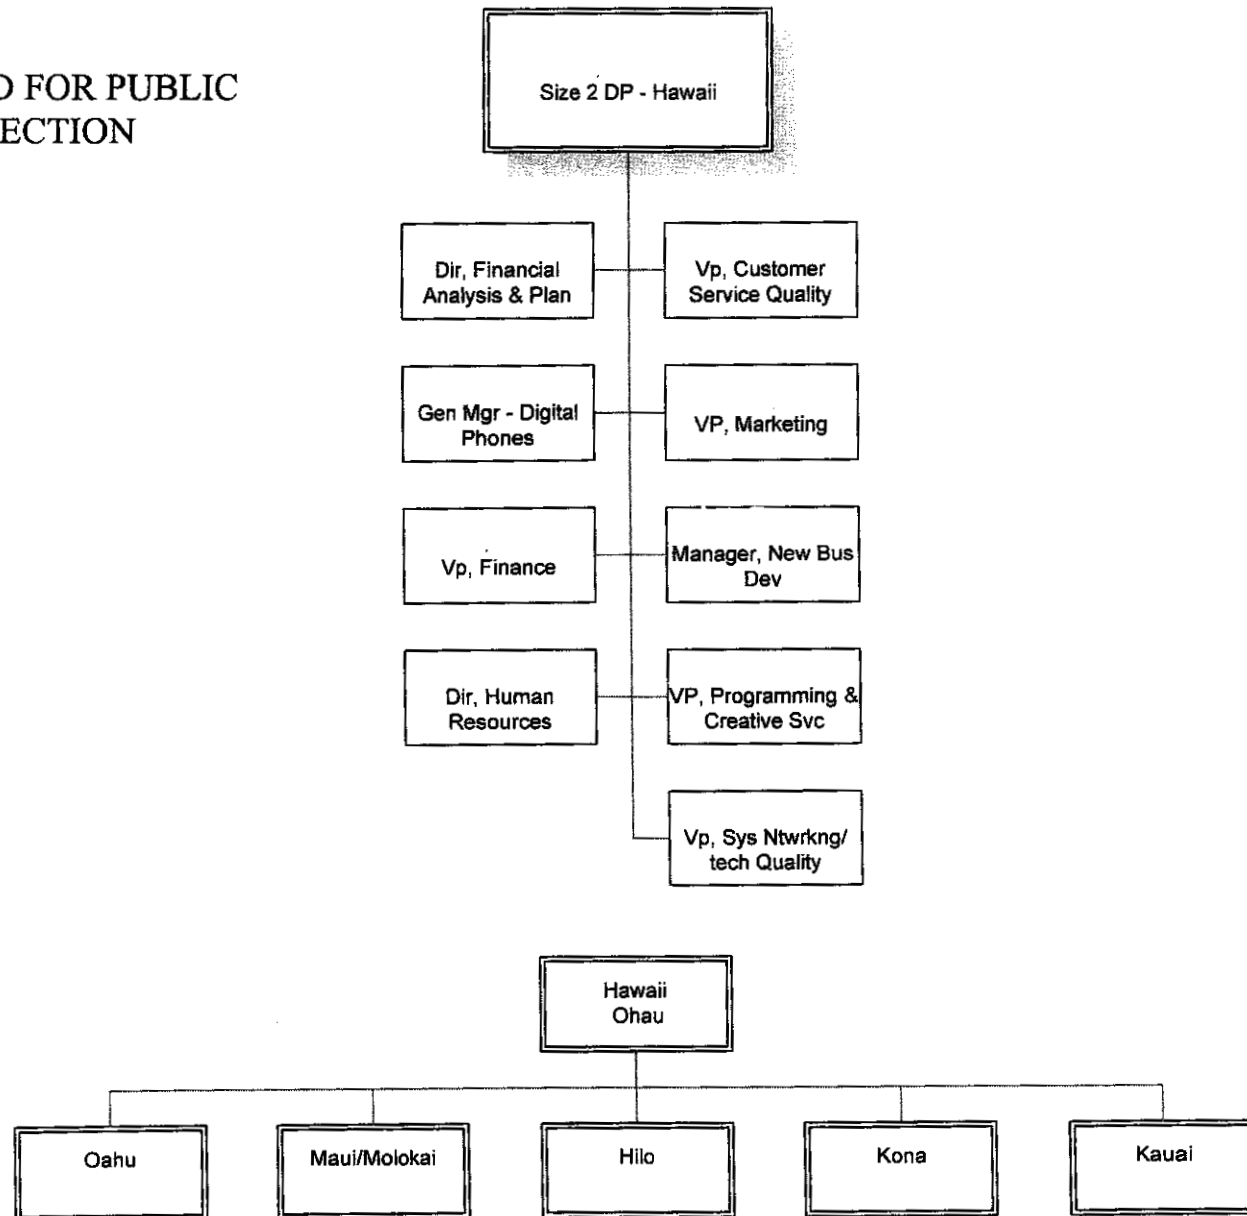 D FOR PUBLIC
ECTION
Size 2 DP - Hawaii
Dir, Financial
Analysis & Plan
Vp, Customer
Service Quality
Gen Mgr - Digital
Phones
VP, Marketing
Vp, Finance
Manager, New Bus
Dev
Dir, Human
Resources
VP, Programming &
Creative Svc
Vp, Sys Ntwrkng/
tech Quality
Hawaii
Ohau
Oahu
Maui/Molokai
Hilo
Kona
Kauai